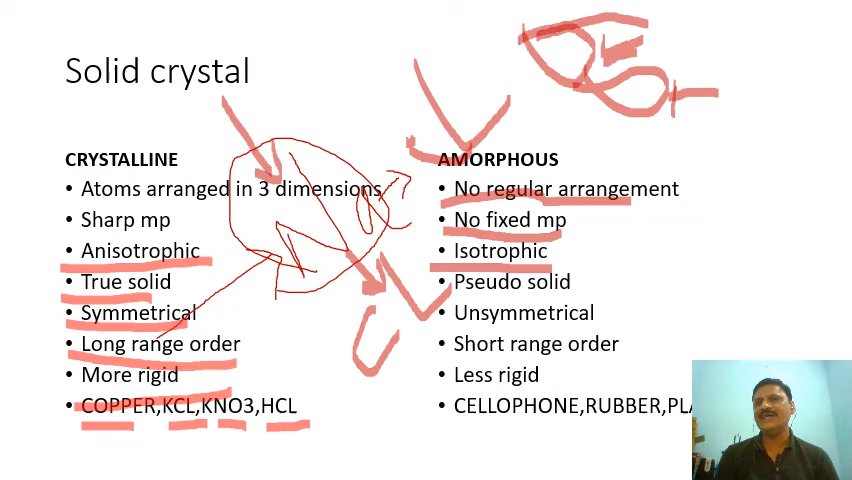 Solid crystal
CRYSTALLINE
• Atoms arranged in 3 dimensions
• Sharp mp
• Anisotrophic
• True solid
• Symmetrical
• Long range order
• More rigid
• COPPER,KCL,KNO3,HCL
AMORPHOUS
• No regular arrangement
• No fixed mp
• Isotrophic
• Pseudo solid
• Unsymmetrical
• Short range order
• Less rigid
• CELLOPHONE,RUBBER,PLA